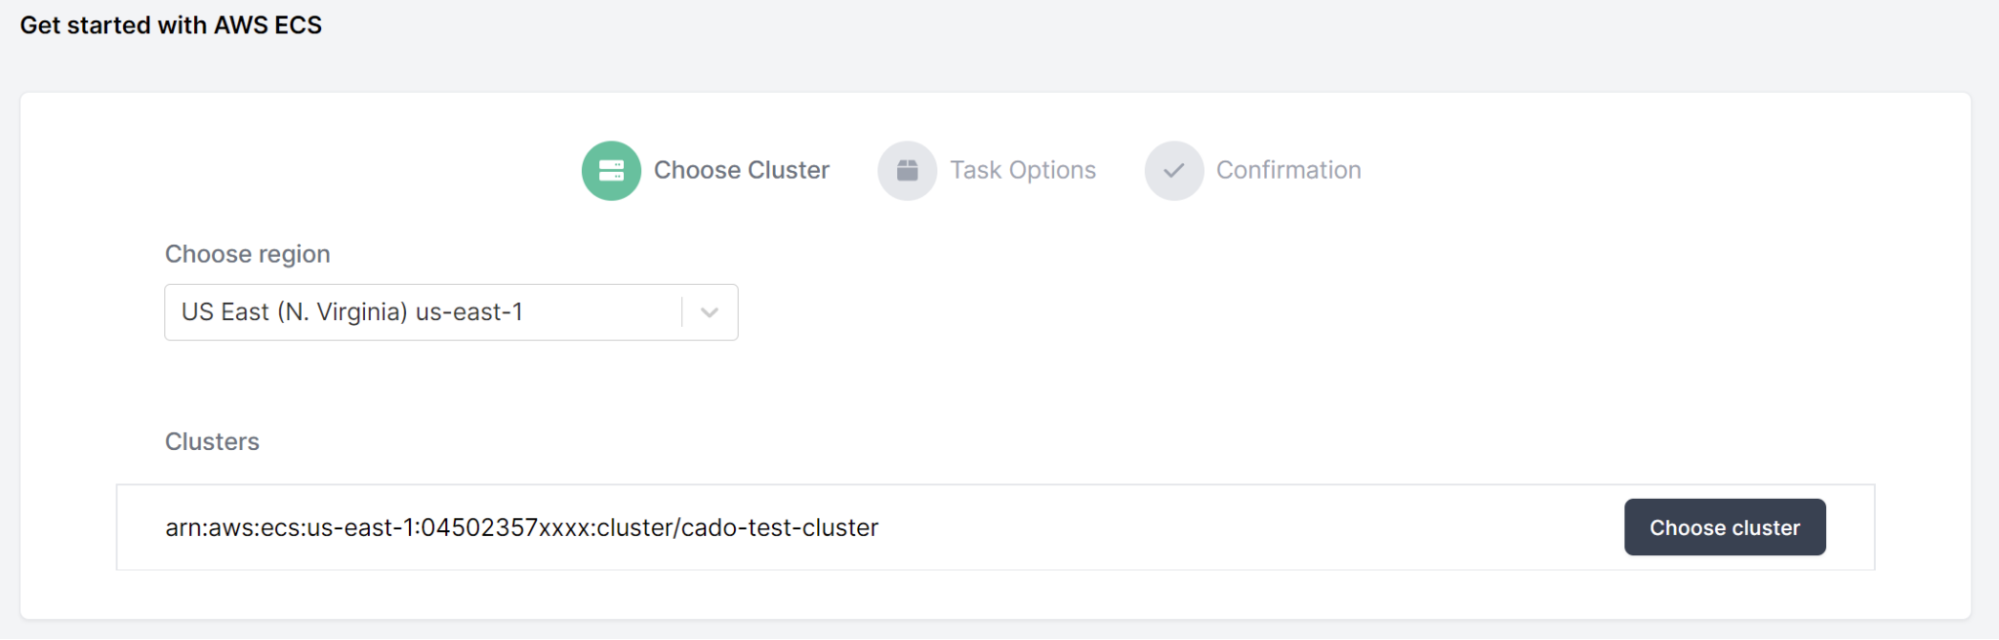 Get started with AWS ECS
Choose Cluster
Task Options
Confirmation
Choose region
US East (N. Virginia) us-east-1
Clusters
arn:aws:ecs:us-east-1:04502357xxxx:cluster/cado-test-cluster
Choose cluster